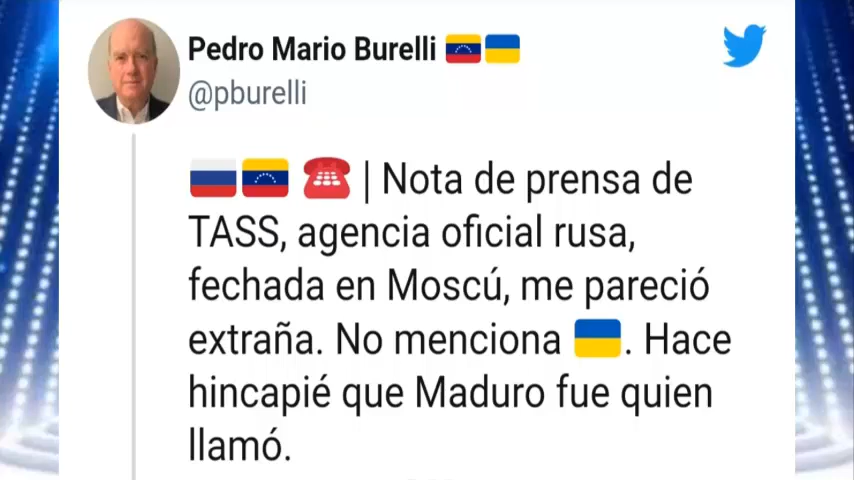 Pedro Mario Burelli 🇻🇪🇺🇦
@pburelli
🇷🇺🇻🇪 ☎️ | Nota de prensa de
TASS, agencia oficial rusa,
fechada en Moscú, me pareció
extraña. No menciona 🇺🇦. Hace
hincapié que Maduro fue quien
llamó.